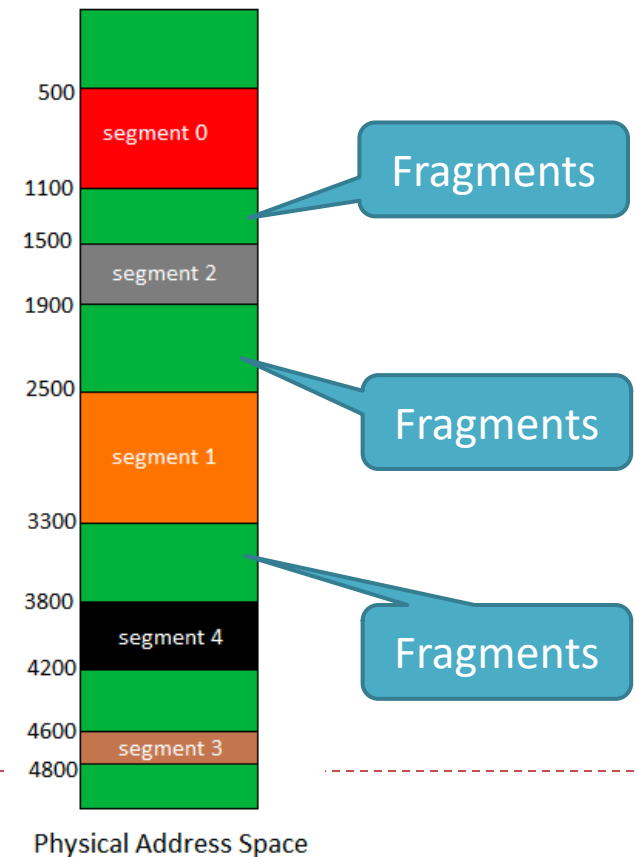 500
segment 0
Fragments
1100
1500
segment 2
1900
2500
Fragments
segment 1
3300
3800
segment 4
Fragments
4200
4600
segment 3
4800
Physical Address Space